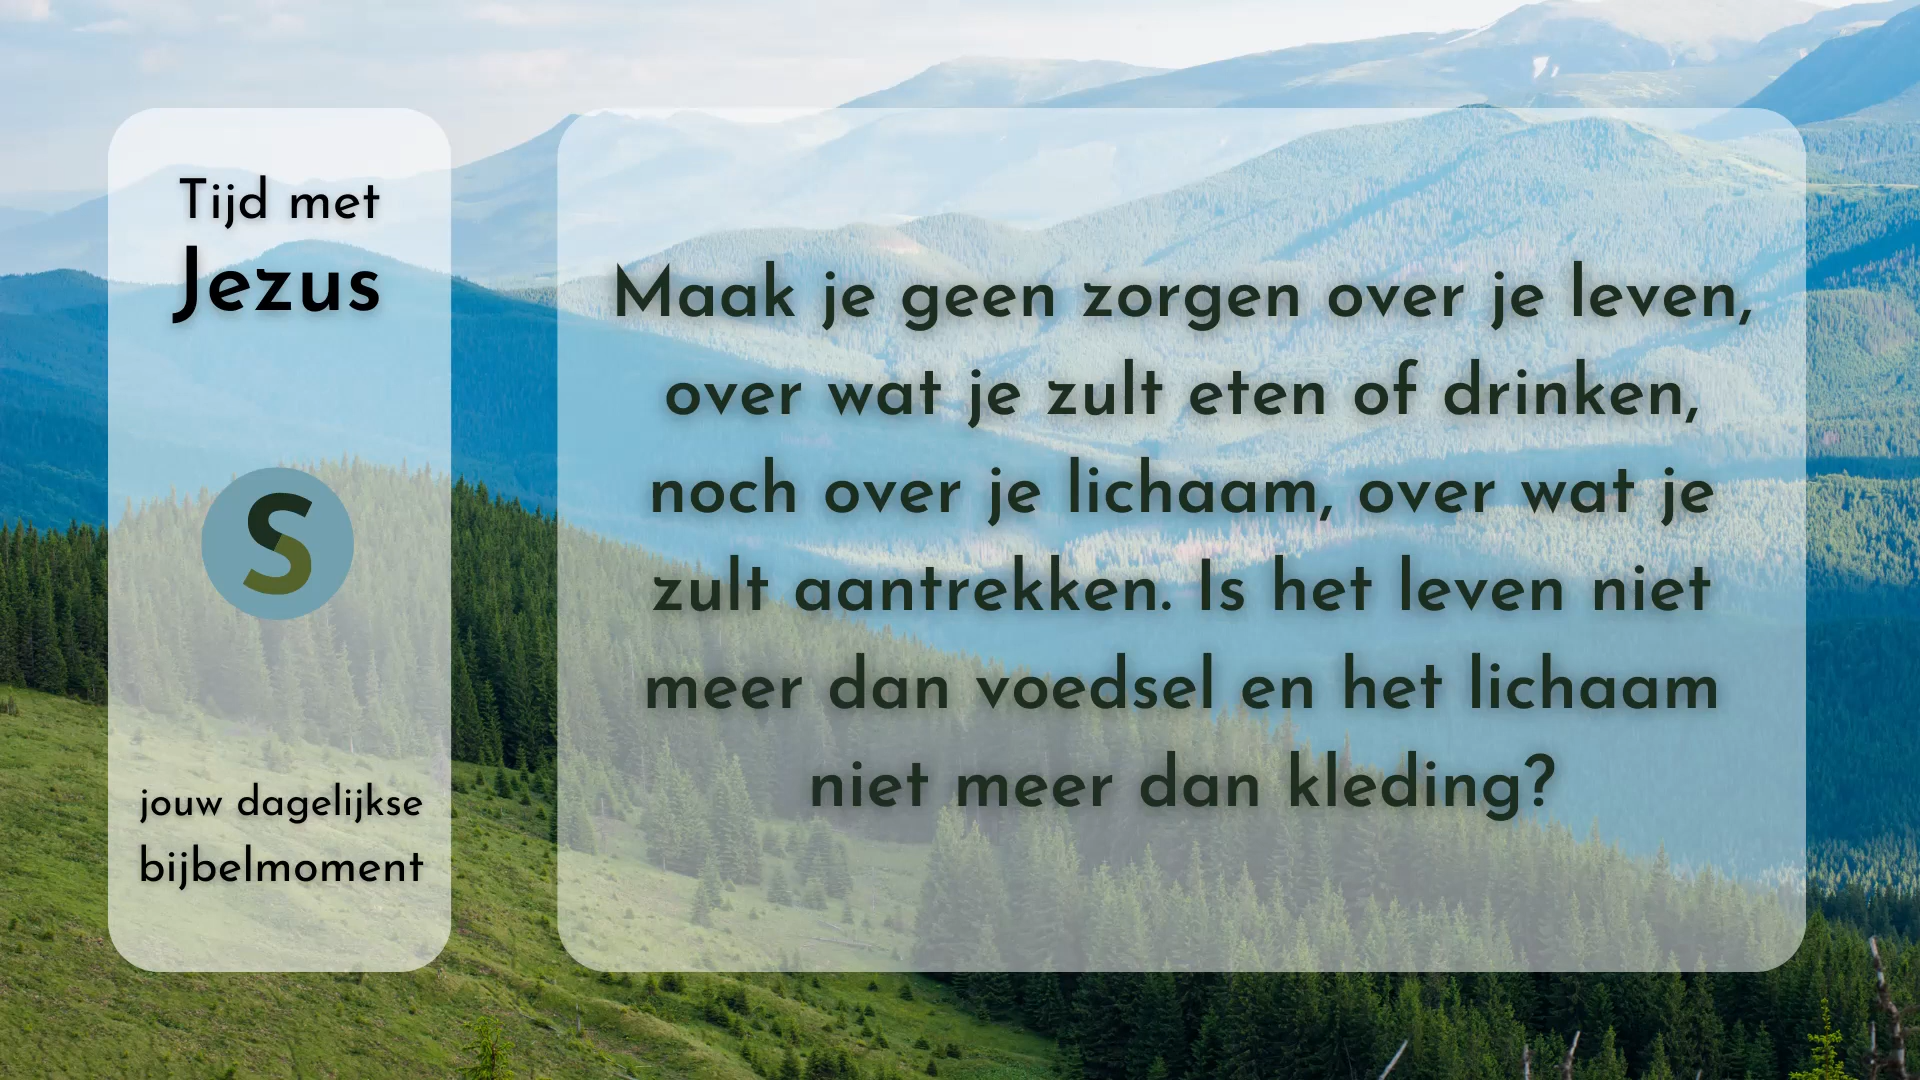 Tijd met
Jezus
S
jouw dagelijkse
bijbelmoment
Maak je geen zorgen over je leven,
over wat je zult eten of drinken,
noch over je lichaam, over wat je
zult aantrekken. Is het leven niet
meer dan voedsel en het lichaam
niet meer dan kleding?